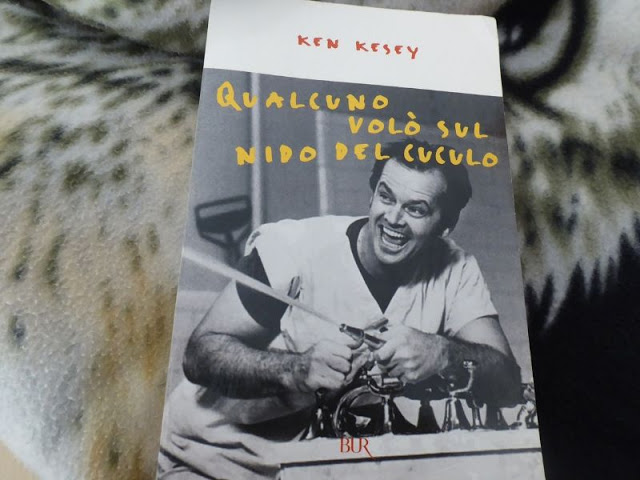 KEN KESEY
QUALCUNO
VOLÒ SUL
NIDO DEL CUCULO
BUR